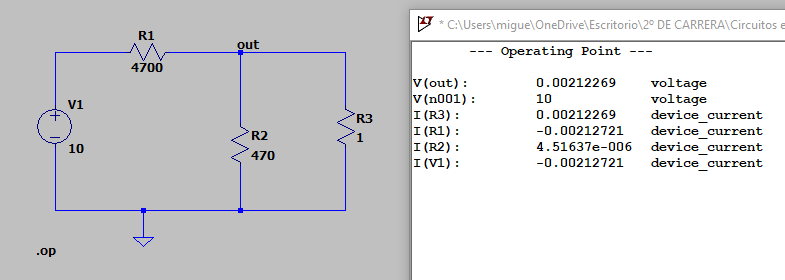 R1
out
4700
V1
10
R2
470
R3
1
.op
* C:\Users\migue\OneDrive\Escritorio\2º DE CARRERA\Circuitos e
--- Operating Point ---
V(out): 0.00212269 voltage
V(n001): 10 voltage
I(R3): 0.00212269 device_current
I(R1): -0.00212721 device_current
I(R2): 4.51637e-006 device_current
I(V1): -0.00212721 device_current